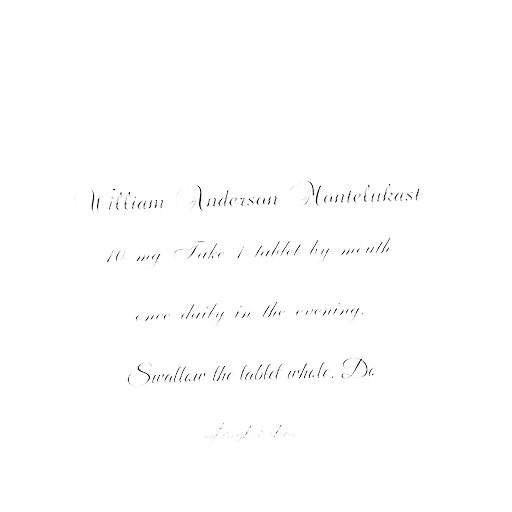 William Anderson Montelukast
10 mg Take 1 tablet by mouth
once daily in the evening.
Swallow the tablet whole. Do